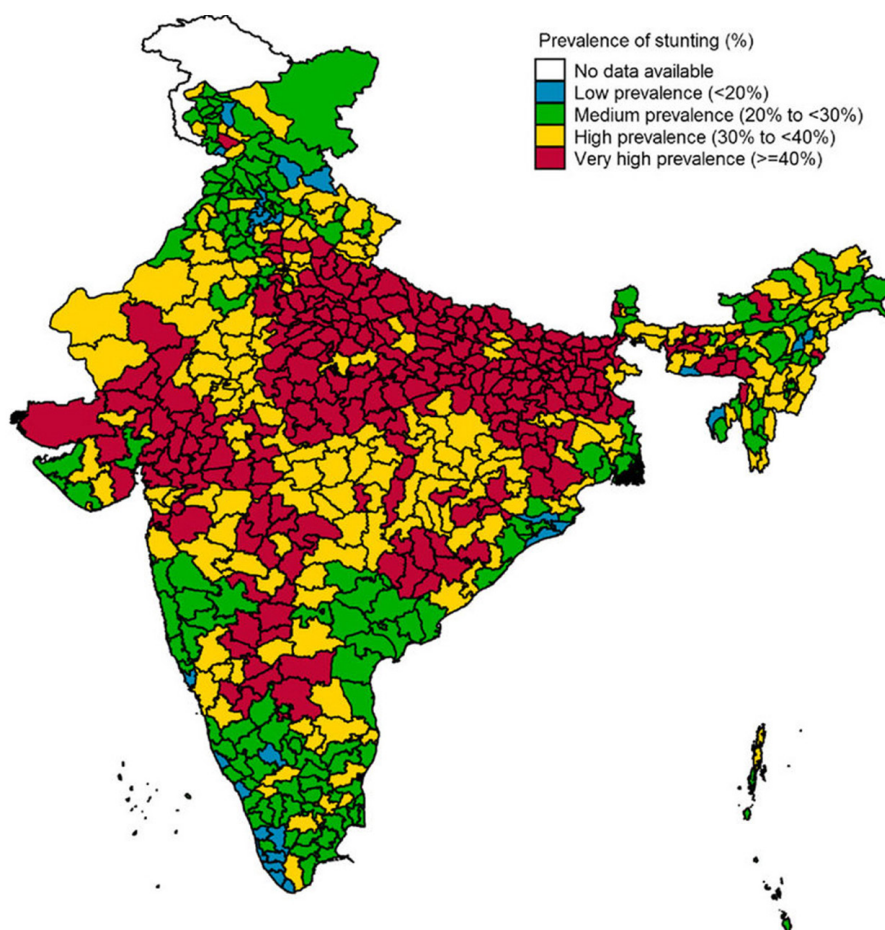 Prevalence of stunting (%)
No data available
Low prevalence (<20%)
Medium prevalence (20% to <30%)
High prevalence (30% to <40%)
Very high prevalence (>=40%)